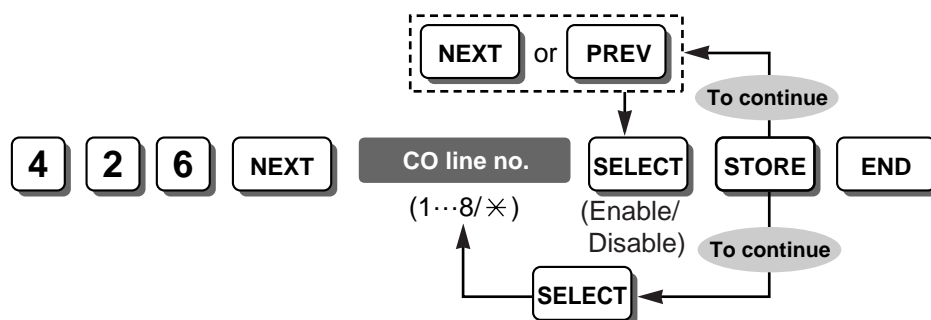 NEXT or PREV
To continue
4 2 6 NEXT CO line no. SELECT STORE END
(1···8/✳)
(Enable/
Disable)
To continue
SELECT